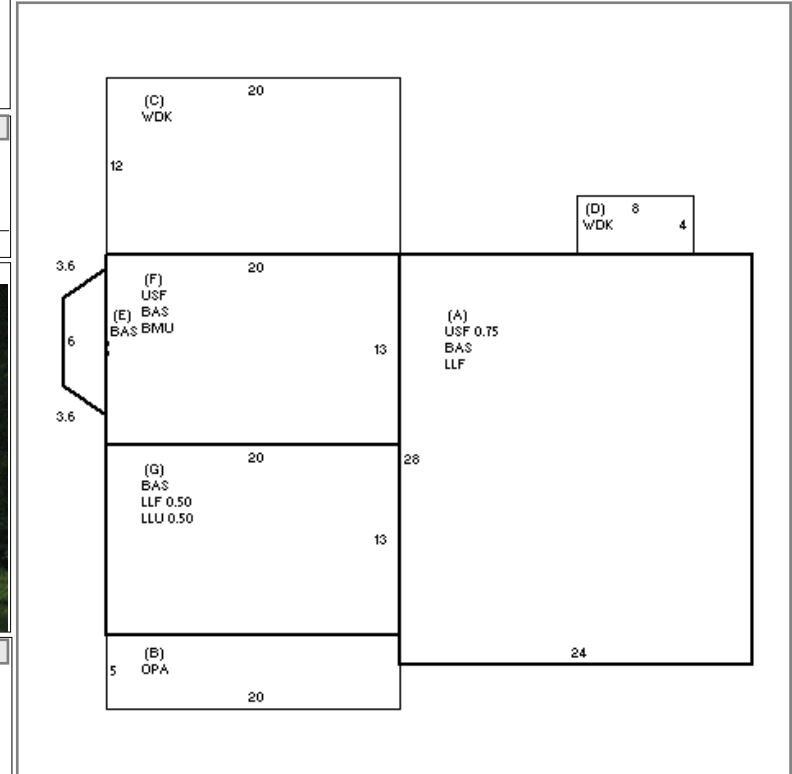 20
(C)
WDK
12
(D) 8
WDK 4
3.6
20
(F)
USF
(E) BAS
BAS BMU
6
13
3.6
(A)
USF 0.75
BAS
LLF
20
28
(G)
BAS
LLF 0.50
LLU 0.50
13
(B)
5 OPA
20
24